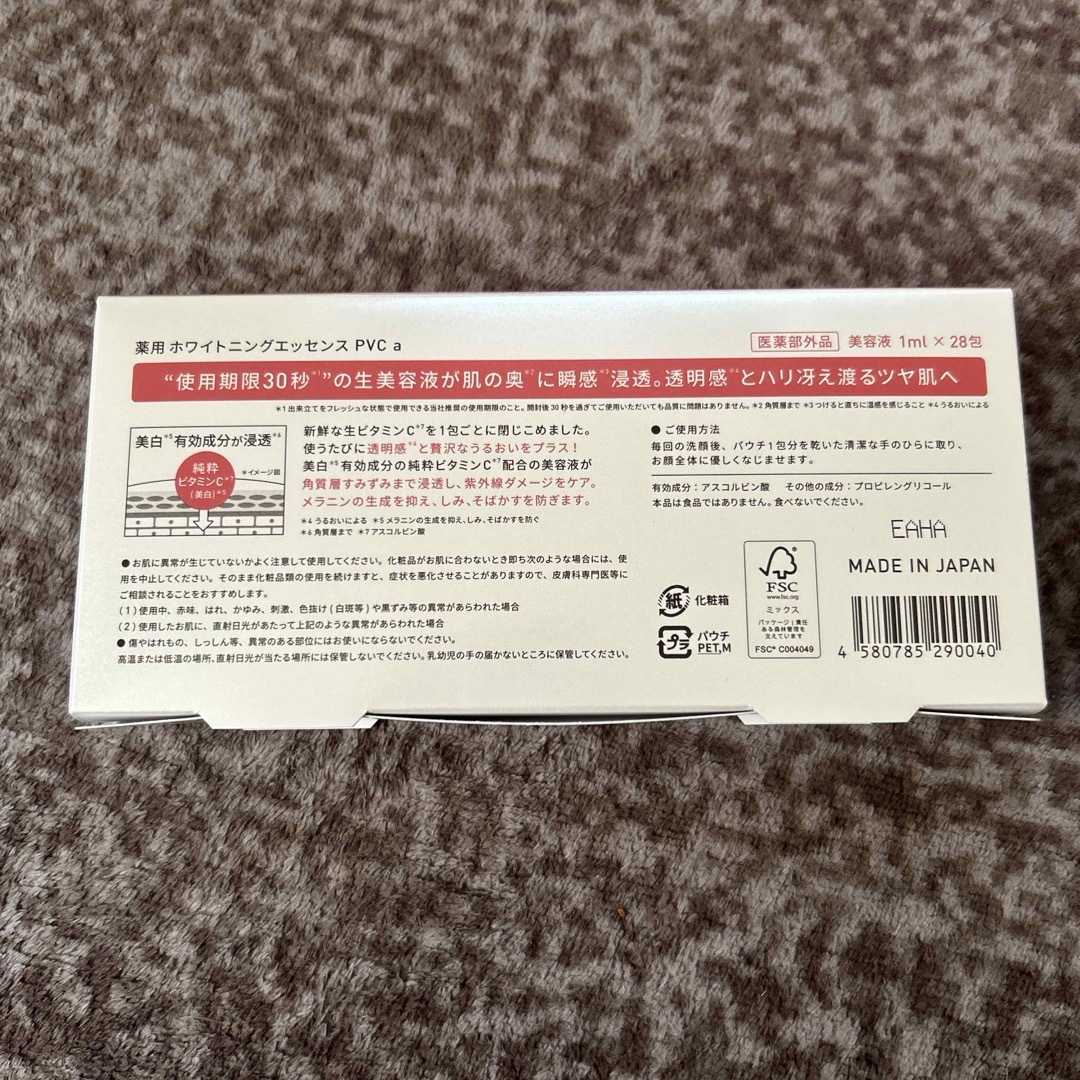 薬用 ホワイトニングエッセンス PVC a
医薬部外品 美容液 1ml × 28包
“使用期限30秒*1”の生美容液が肌の奥*2に瞬感*3浸透。透明感*4とハリ冴え渡るツヤ肌へ
*1 出来立てをフレッシュな状態で使用できる当社推奨の使用期限のこと。開封後30秒を過ぎてご使用いただいても品質に問題はありません。*2 角質層まで *3 つけると直ちに温感を感じること *4 うるおいによる
美白*5有効成分が浸透*6
純粋
ビタミンC*7
(美白)*5
*イメージ図
新鮮な生ビタミンC*7を1包ごとに閉じこめました。
使うたびに透明感*4と贅沢なうるおいをプラス!
美白*5有効成分の純粋ビタミンC*7配合の美容液が
角質層すみずみまで浸透し、紫外線ダメージをケア。
メラニンの生成を抑え、しみ、そばかすを防ぎます。
*4 うるおいによる *5 メラニンの生成を抑え、しみ、そばかすを防ぐ
*6 角質層まで *7 アスコルビン酸
● ご使用方法
毎回の洗顔後、パウチ1包分を乾いた清潔な手のひらに取り、
お顔全体に優しくなじませます。
有効成分：アスコルビン酸 その他の成分：プロピレングリコール
本品は食品ではありません。食べないでください。
●お肌に異常が生じていないかよく注意して使用してください。化粧品がお肌に合わないとき即ち次のような場合には、使
用を中止してください。そのまま化粧品類の使用を続けますと、症状を悪化させることがありますので、皮膚科専門医等に
ご相談されることをおすすめします。
(1)使用中、赤味、はれ、かゆみ、刺激、色抜け(白斑等)や黒ずみ等の異常があらわれた場合
(2)使用したお肌に、直射日光があたって上記のような異常があらわれた場合
●傷やはれもの、しっしん等、異常のある部位にはお使いにならないでください。
高温または低温の場所、直射日光が当たる場所には保管しないでください。乳幼児の手の届かないところに保管してください。
紙 化粧箱
プラ パウチ
PET,M
FSC
www.fsc.org
ミックス
パッケージ | 責任
ある森林管理を
支えています
FSC® C004049
EAHA
MADE IN JAPAN
4 580785 290040